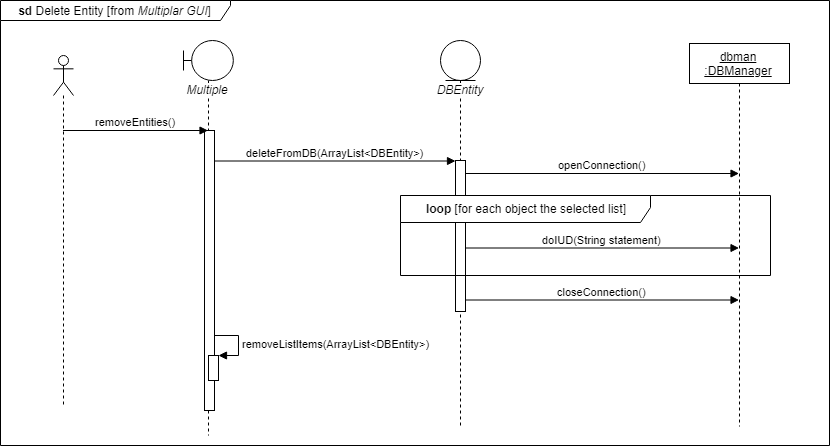 sd Delete Entity [from Multiplar GUI]
Multiple
DBEntity
dbman
:DBManager
removeEntities()
deleteFromDB(ArrayList<DBEntity>)
openConnection()
loop [for each object the selected list]
doIUD(String statement)
closeConnection()
removeListItems(ArrayList<DBEntity>)